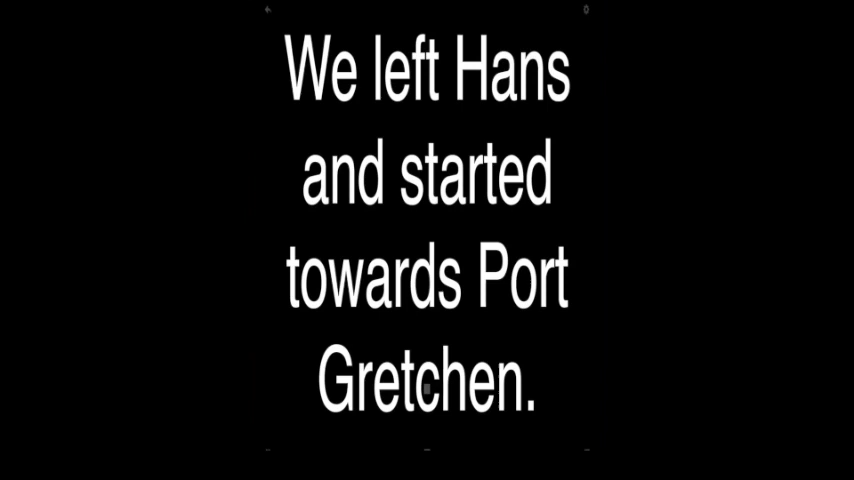 We left Hans
and started
towards Port
Gretchen.